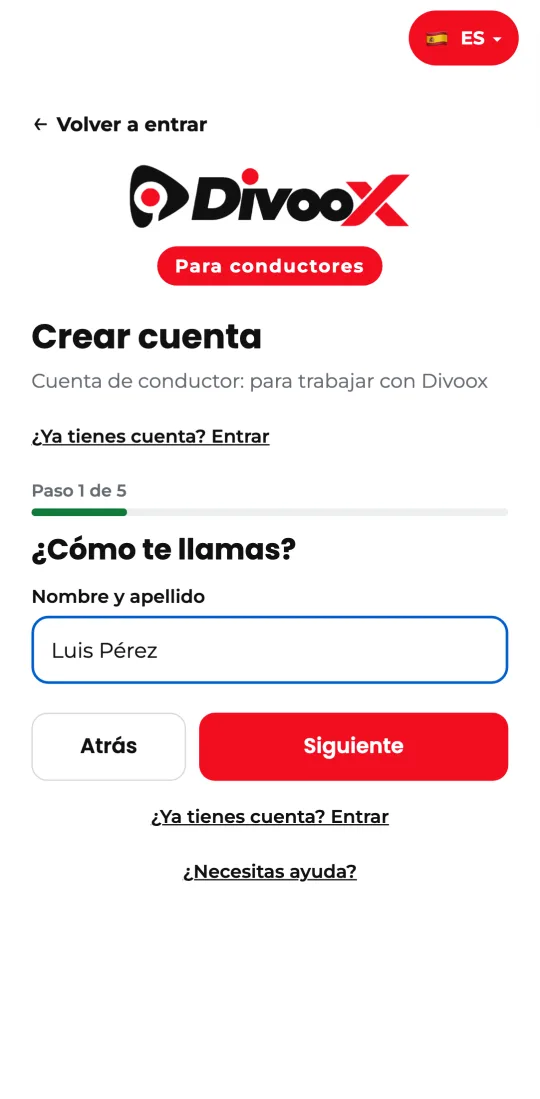 ES
← Volver a entrar
DivooX
Para conductores
Crear cuenta
Cuenta de conductor: para trabajar con Divoox
¿Ya tienes cuenta? Entrar
Paso 1 de 5
¿Cómo te llamas?
Nombre y apellido
Luis Pérez
Atrás
Siguiente
¿Ya tienes cuenta? Entrar
¿Necesitas ayuda?